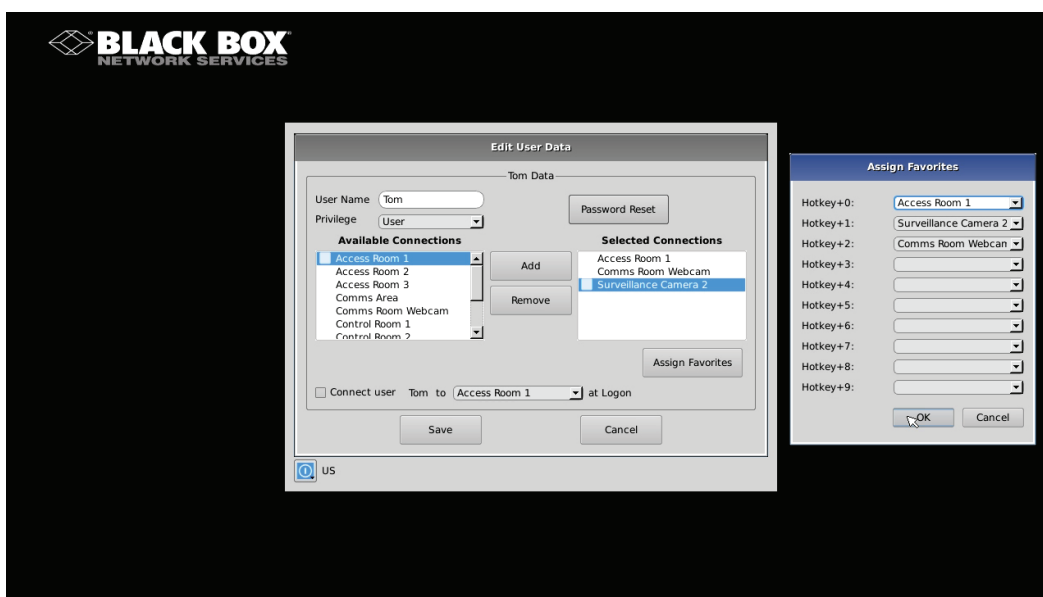 BLACK BOX
NETWORK SERVICES
Edit User Data
Tom Data
User Name Tom
Password Reset
Privilege User
Available Connections
Access Room 1
Access Room 2
Access Room 3
Comms Area
Comms Room Webcam
Control Room 1
Control Room 2
Add
Remove
Selected Connections
Access Room 1
Comms Room Webcam
Surveillance Camera 2
Assign Favorites
Connect user Tom to Access Room 1 at Logon
Save
Cancel
US
Assign Favorites
Hotkey+0: Access Room 1
Hotkey+1: Surveillance Camera 2
Hotkey+2: Comms Room Webcan
Hotkey+3:
Hotkey+4:
Hotkey+5:
Hotkey+6:
Hotkey+7:
Hotkey+8:
Hotkey+9:
OK
Cancel